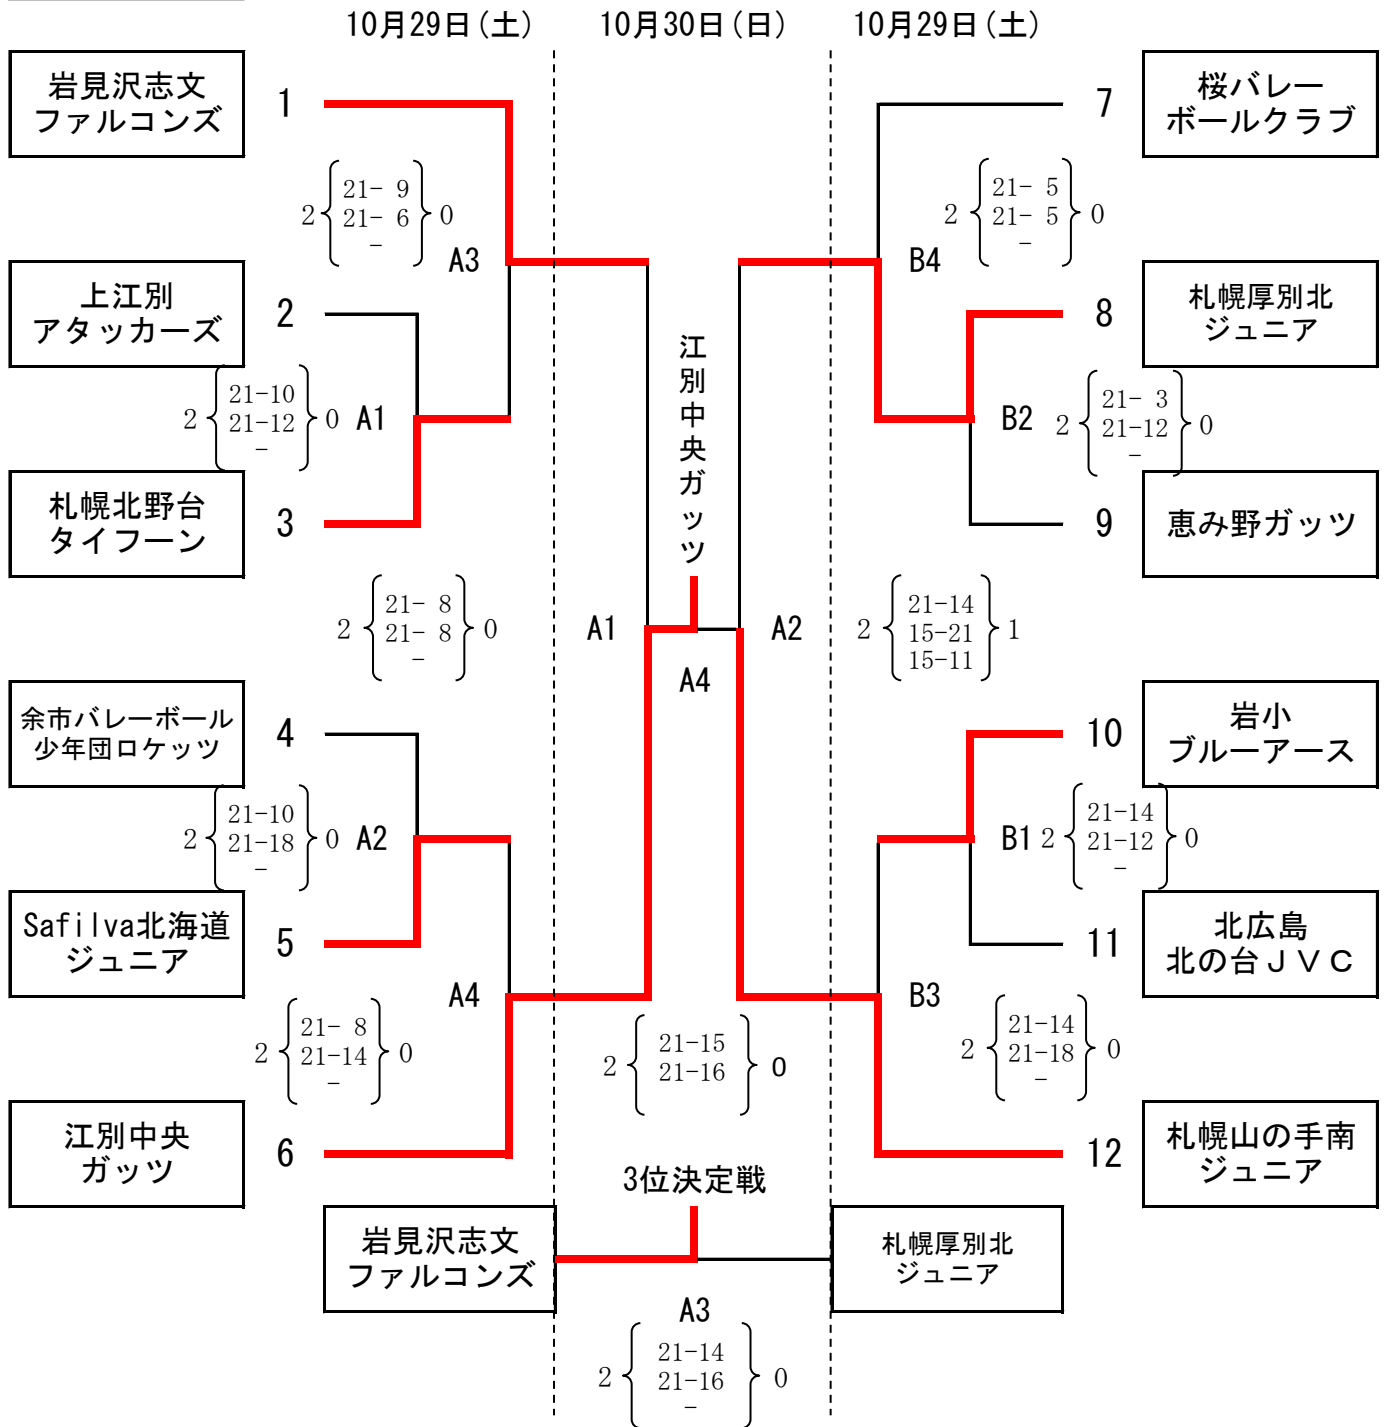 10月29日(土)
10月30日(日)
10月29日(土)
岩見沢志文
ファルコンズ
1
21- 9
21- 6
-
2
0
A3
上江別
アタッカーズ
2
21-10
21-12
-
2
0
A1
札幌北野台
タイフーン
3
21- 8
21- 8
-
2
0
A1
余市バレーボール
少年団ロケッツ
4
21-10
21-18
-
2
0
A2
Safilva北海道
ジュニア
5
A4
21- 8
21-14
-
2
0
江別中央
ガッツ
6
江別中央ガッツ
A4
21-15
21-16
2
0
7
桜バレー
ボールクラブ
21- 5
21- 5
-
2
0
B4
8
札幌厚別北
ジュニア
B2
21- 3
21-12
-
2
0
9
恵み野ガッツ
A2
21-14
15-21
15-11
2
1
10
岩小
ブルーアース
B1
21-14
21-12
-
2
0
11
北広島
北の台JVC
B3
21-14
21-18
-
2
0
12
札幌山の手南
ジュニア
3位決定戦
岩見沢志文
ファルコンズ
札幌厚別北
ジュニア
A3
21-14
21-16
-
2
0